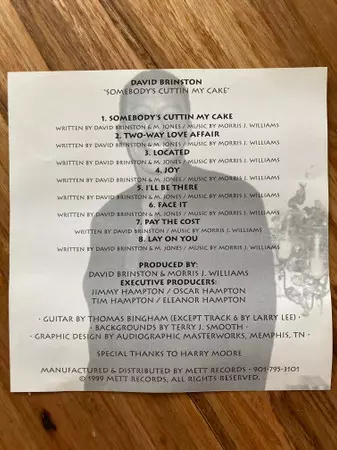 DAVID BRINSTON
"SOMEBODY'S CUTTIN MY CAKE"
1. SOMEBODY'S CUTTIN MY CAKE
WRITTEN BY DAVID BRINSTON & M. JONES / MUSIC BY MORRIS J. WILLIAMS
2. TWO-WAY LOVE AFFAIR
WRITTEN BY DAVID BRINSTON & M. JONES / MUSIC BY MORRIS J. WILLIAMS
3. LOCATED
WRITTEN BY DAVID BRINSTON & M. JONES / MUSIC BY MORRIS J. WILLIAMS
4. JOY
WRITTEN BY DAVID BRINSTON & M. JONES / MUSIC BY MORRIS J. WILLIAMS
5. I'LL BE THERE
WRITTEN BY DAVID BRINSTON & M. JONES / MUSIC BY MORRIS J. WILLIAMS
6. FACE IT
WRITTEN BY DAVID BRINSTON & M. JONES / MUSIC BY MORRIS J. WILLIAMS
7. PAY THE COST
WRITTEN BY DAVID BRINSTON / MUSIC BY MORRIS J. WILLIAMS
8. LAY ON YOU
WRITTEN BY DAVID BRINSTON & M. JONES / MUSIC BY MORRIS J. WILLIAMS
PRODUCED BY:
DAVID BRINSTON & MORRIS J. WILLIAMS
EXECUTIVE PRODUCERS:
JIMMY HAMPTON / OSCAR HAMPTON
TIM HAMPTON / ELEANOR HAMPTON
· GUITAR BY THOMAS BINGHAM (EXCEPT TRACK 6 BY LARRY LEE) ·
· BACKGROUNDS BY TERRY J. SMOOTH ·
· GRAPHIC DESIGN BY AUDIOGRAPHIC MASTERWORKS, MEMPHIS, TN ·
SPECIAL THANKS TO HARRY MOORE
MANUFACTURED & DISTRIBUTED BY METT RECORDS · 901-795-3101
© 1999 METT RECORDS, ALL RIGHTS RESERVED.